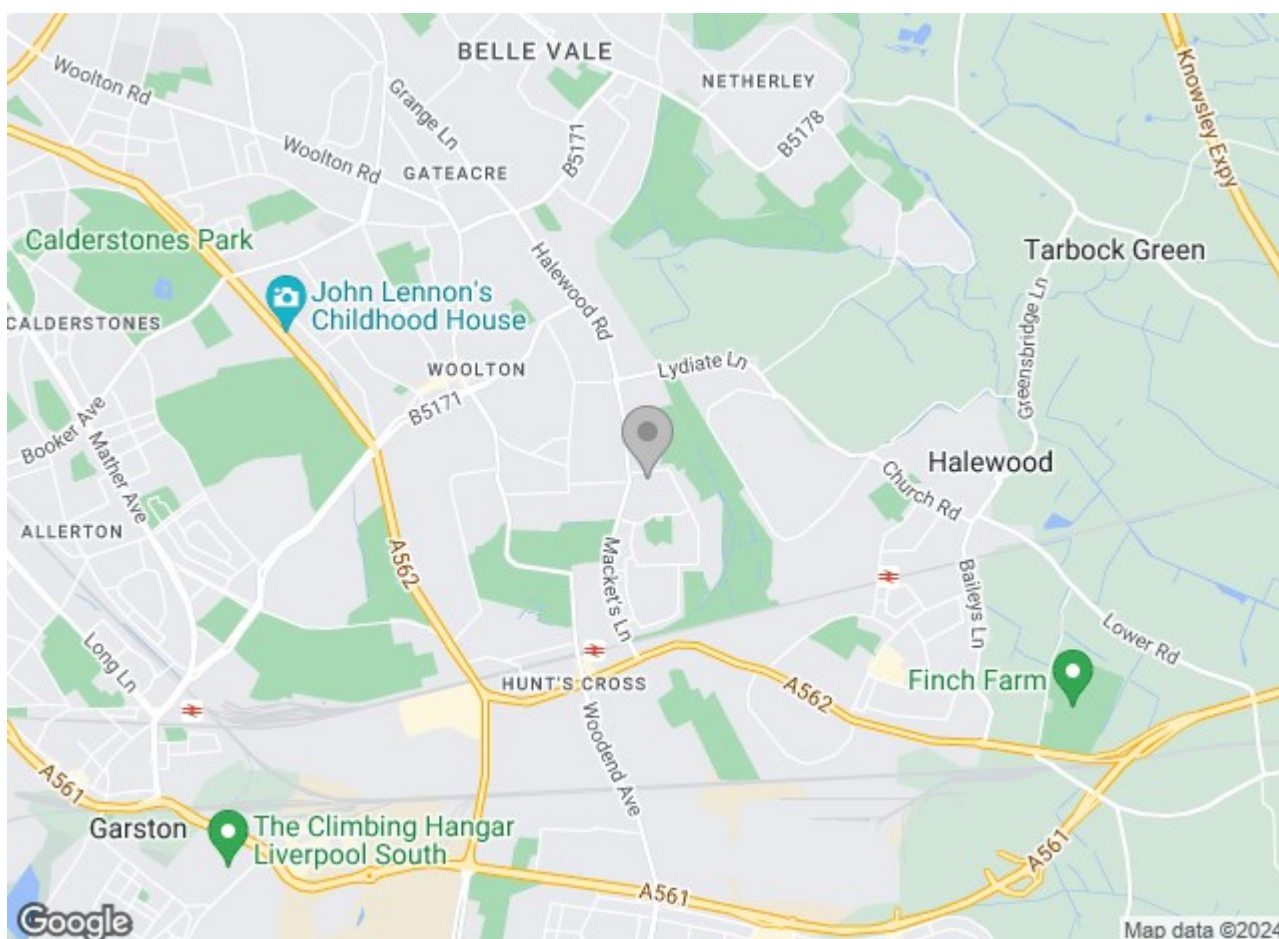 BELLE VALE
NETHERLEY
Woolton Rd
Grange Ln
B5171
B5178
Knowsley Expy
Woolton Rd
GATEACRE
Calderstones Park
Halewood Rd
Tarbock Green
John Lennon's
Childhood House
CALDERSTONES
Greensbridge Ln
WOOLTON
Lydiate Ln
B5171
Booker Ave
Mather Ave
Halewood
Church Rd
ALLERTON
A562
Macket's Ln
Baileys Ln
Long Ln
Lower Rd
HUNT'S CROSS
A562
Finch Farm
Woodend Ave
A561
Garston
The Climbing Hangar
Liverpool South
A561
A561
Google
Map data ©2024